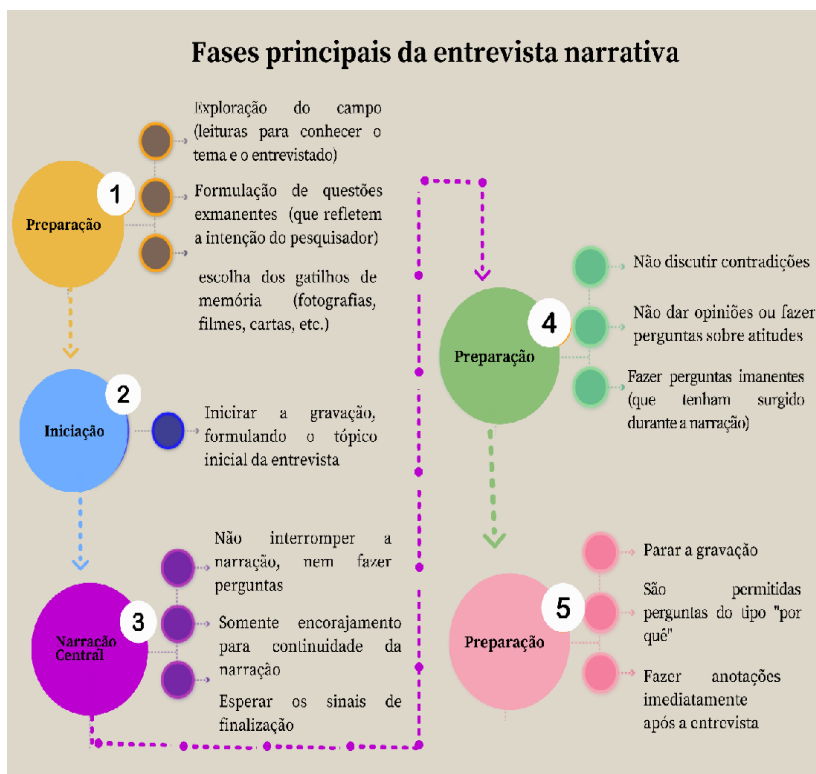 Fases principais da entrevista narrativa
1
Preparação
Exploração do campo
(leituras para conhecer o
tema e o entrevistado)
Formulação de questões
exmanentes (que refletem
a intenção do pesquisador)
escolha dos gatilhos de
memória (fotografias,
filmes, cartas, etc.)
2
Iniciação
Inicirar a gravação,
formulando o tópico
inicial da entrevista
3
Narração
Central
Não interromper a
narração, nem fazer
perguntas
Somente encorajamento
para continuidade da
narração
Esperar os sinais de
finalização
4
Preparação
Não discutir contradições
Não dar opiniões ou fazer
perguntas sobre atitudes
Fazer perguntas imanentes
(que tenham surgido
durante a narração)
5
Preparação
Parar a gravação
São permitidas
perguntas do tipo "por
quê"
Fazer anotações
imediatamente
após a entrevista